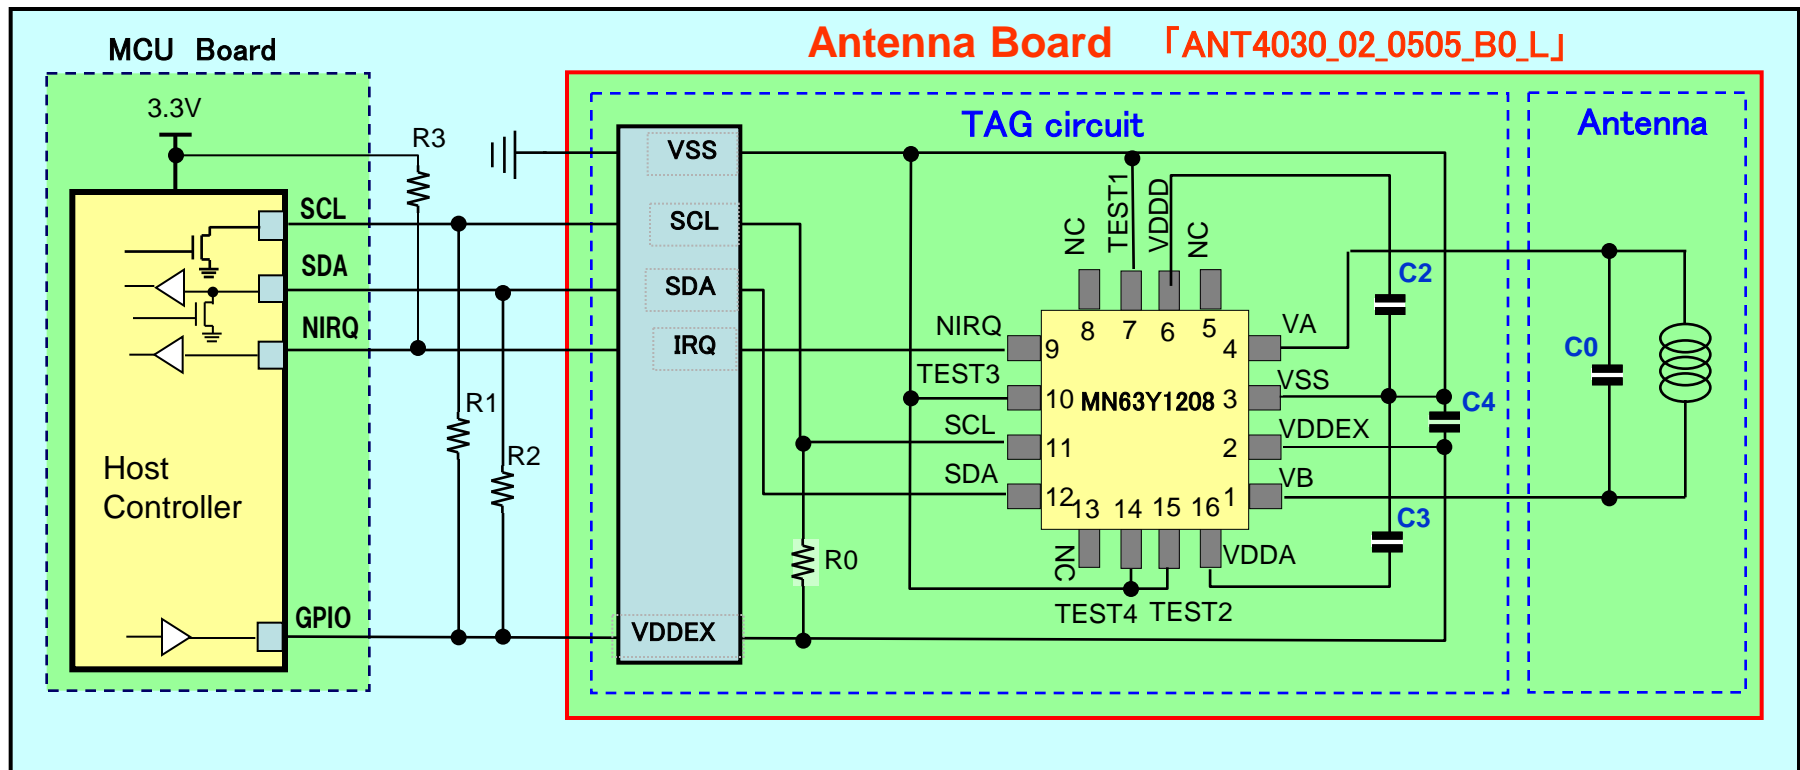 Antenna Board 「ANT4030_02_0505_B0_L」
MCU Board
3.3V
R3
SCL
SDA
NIRQ
R1
R2
Host
Controller
GPIO
VSS
SCL
SDA
IRQ
VDDEX
TAG circuit
NC
TEST1
VDDD
NC
NIRQ
TEST3
SCL
SDA
8
7
6
5
9
10
11
12
MN63Y1208
4
3
2
1
13
14
15
16
VA
VSS
VDDEX
VB
NC
TEST4
TEST2
VDDA
R0
C2
C4
C3
Antenna
C0